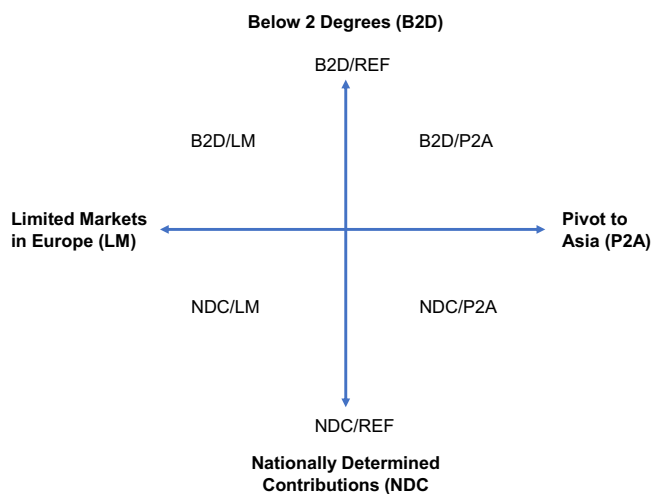 Below 2 Degrees (B2D)
B2D/REF
B2D/LM
B2D/P2A
Limited Markets
in Europe (LM)
Pivot to
Asia (P2A)
NDC/LM
NDC/P2A
NDC/REF
Nationally Determined
Contributions (NDC